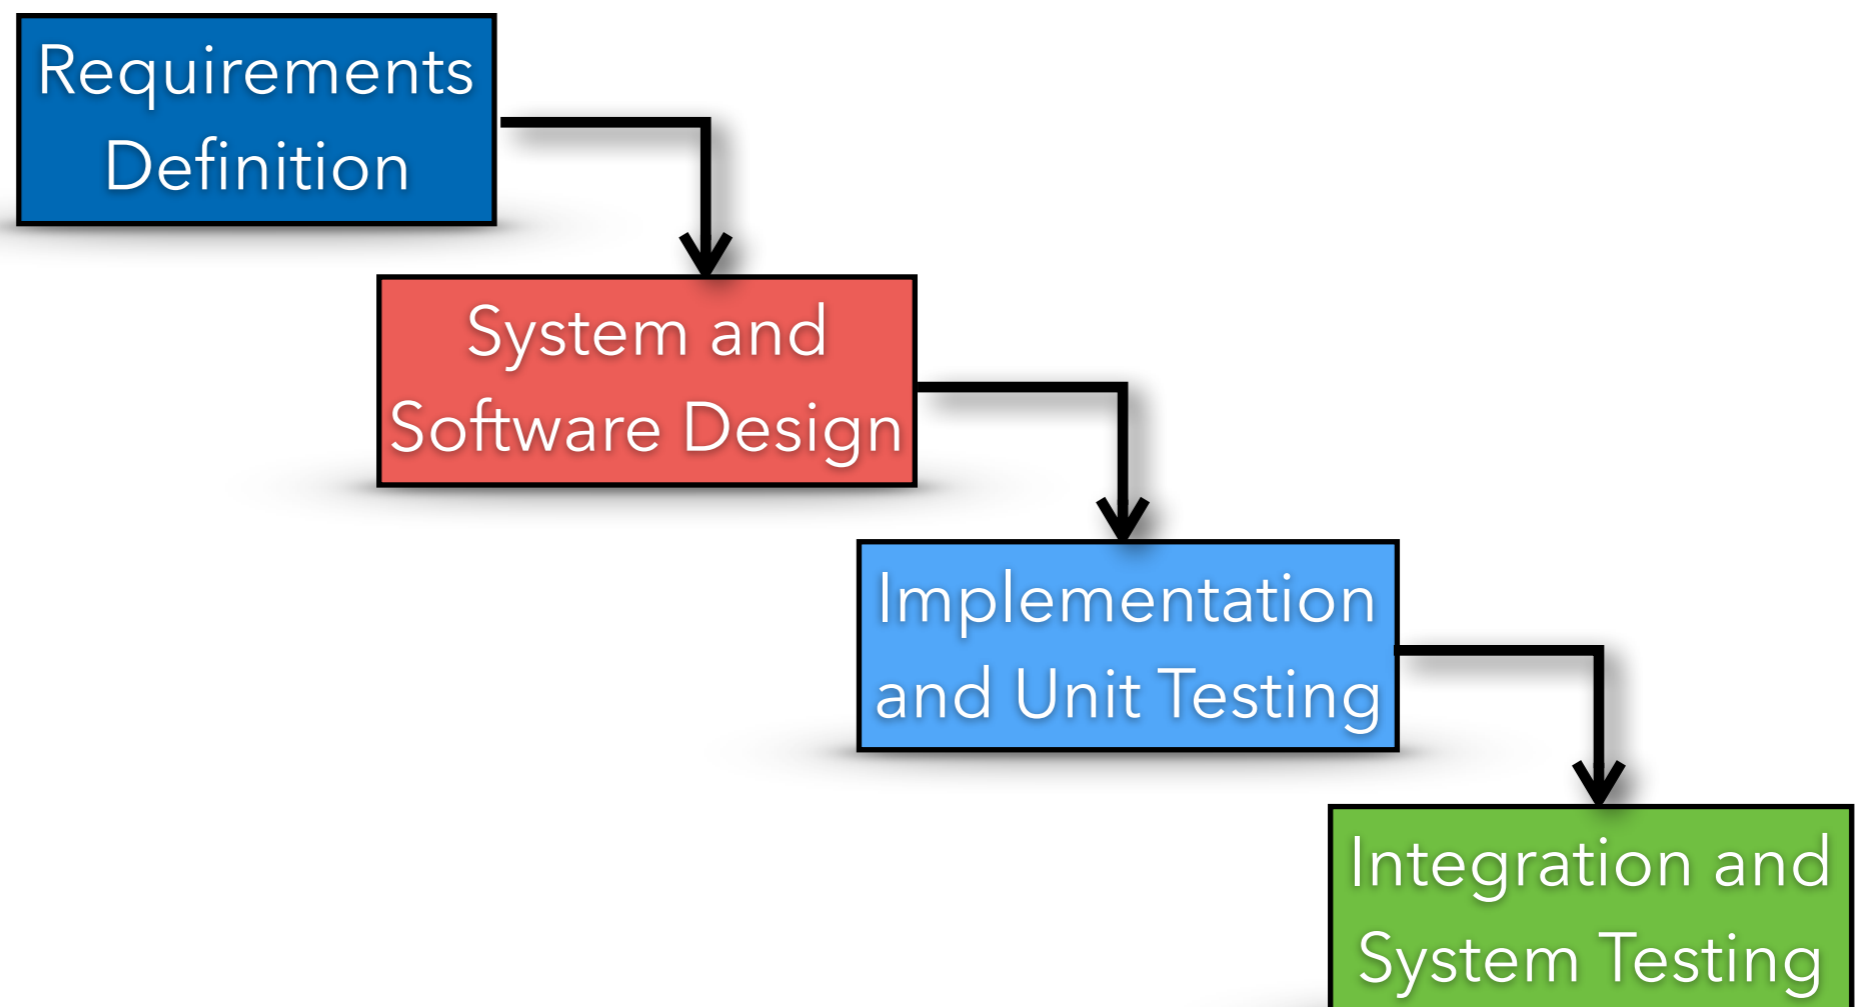 Requirements
Definition
System and
Software Design
Implementation
and Unit Testing
Integration and
System Testing